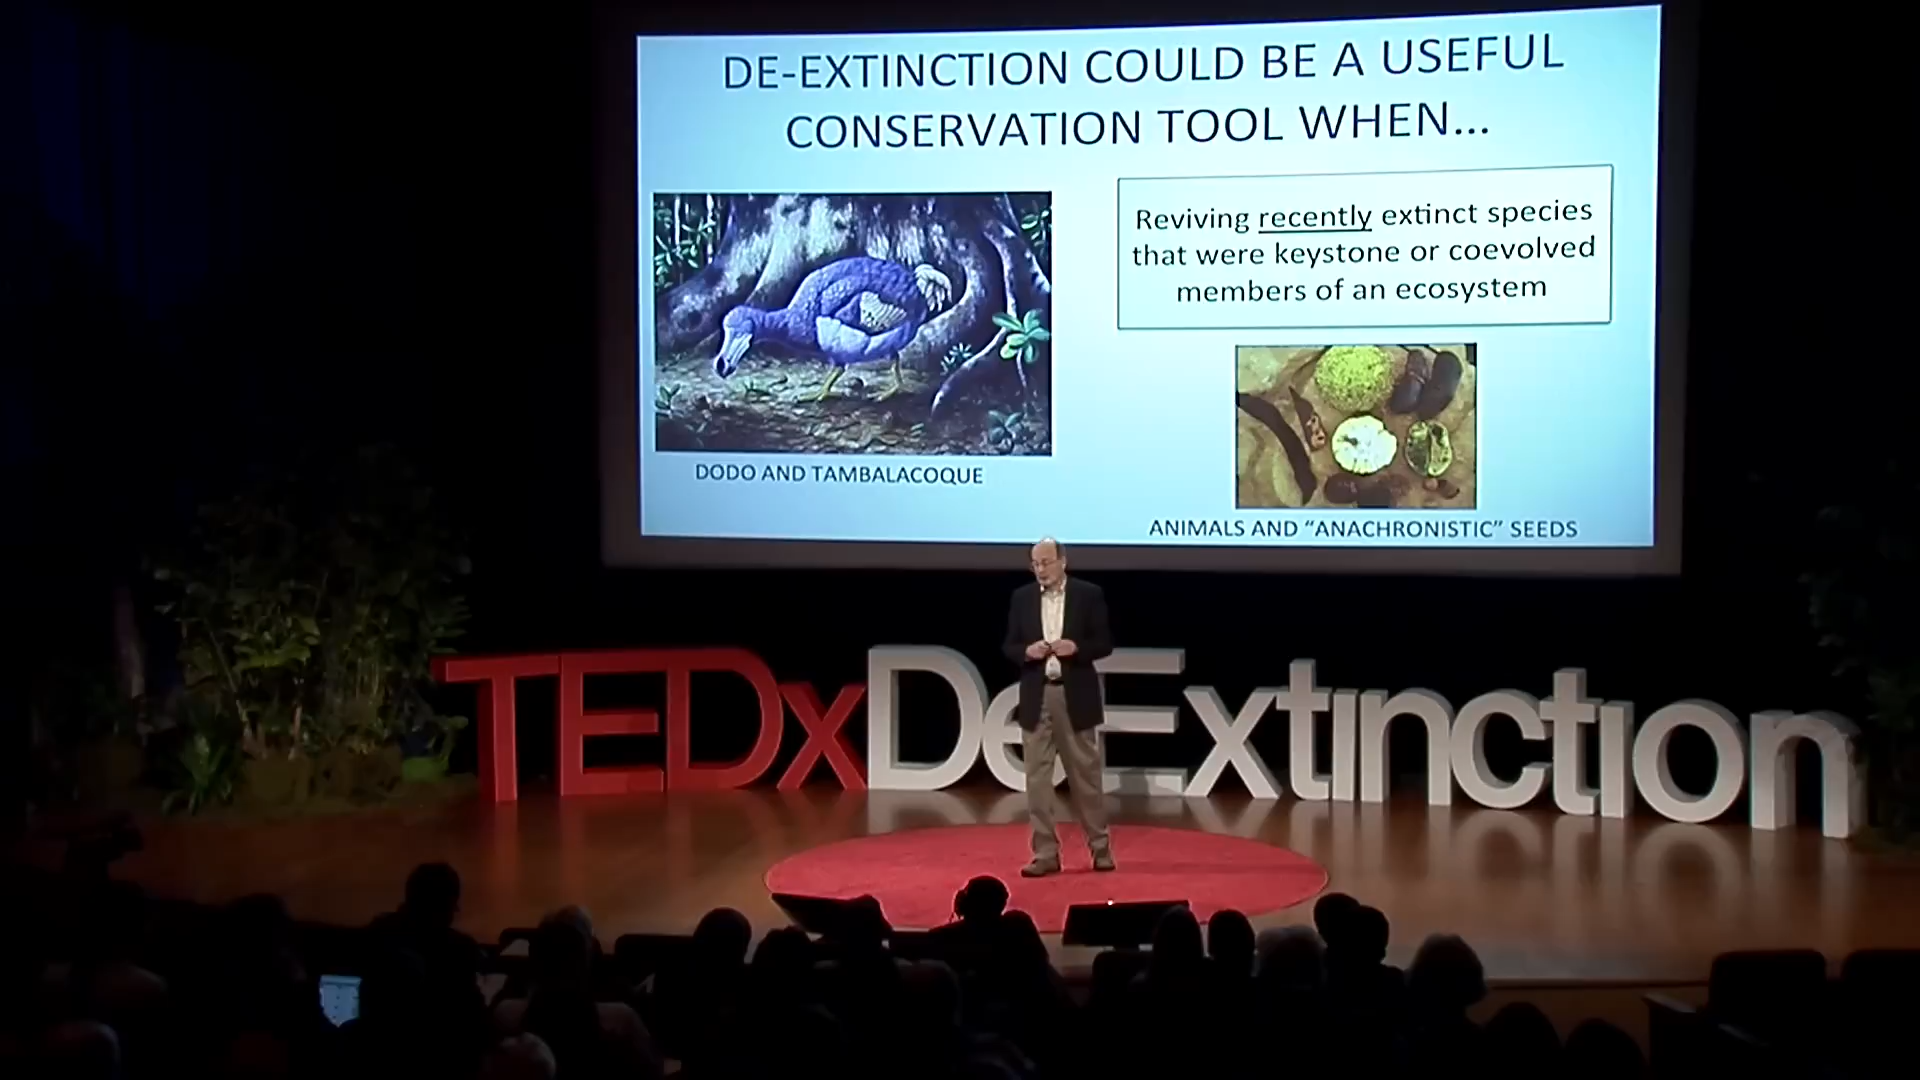 DE-EXTINCTION COULD BE A USEFUL
CONSERVATION TOOL WHEN...
Reviving recently extinct species
that were keystone or coevolved
members of an ecosystem
DODO AND TAMBALACOQUE
ANIMALS AND “ANACHRONISTIC” SEEDS
TEDxDeExtinction